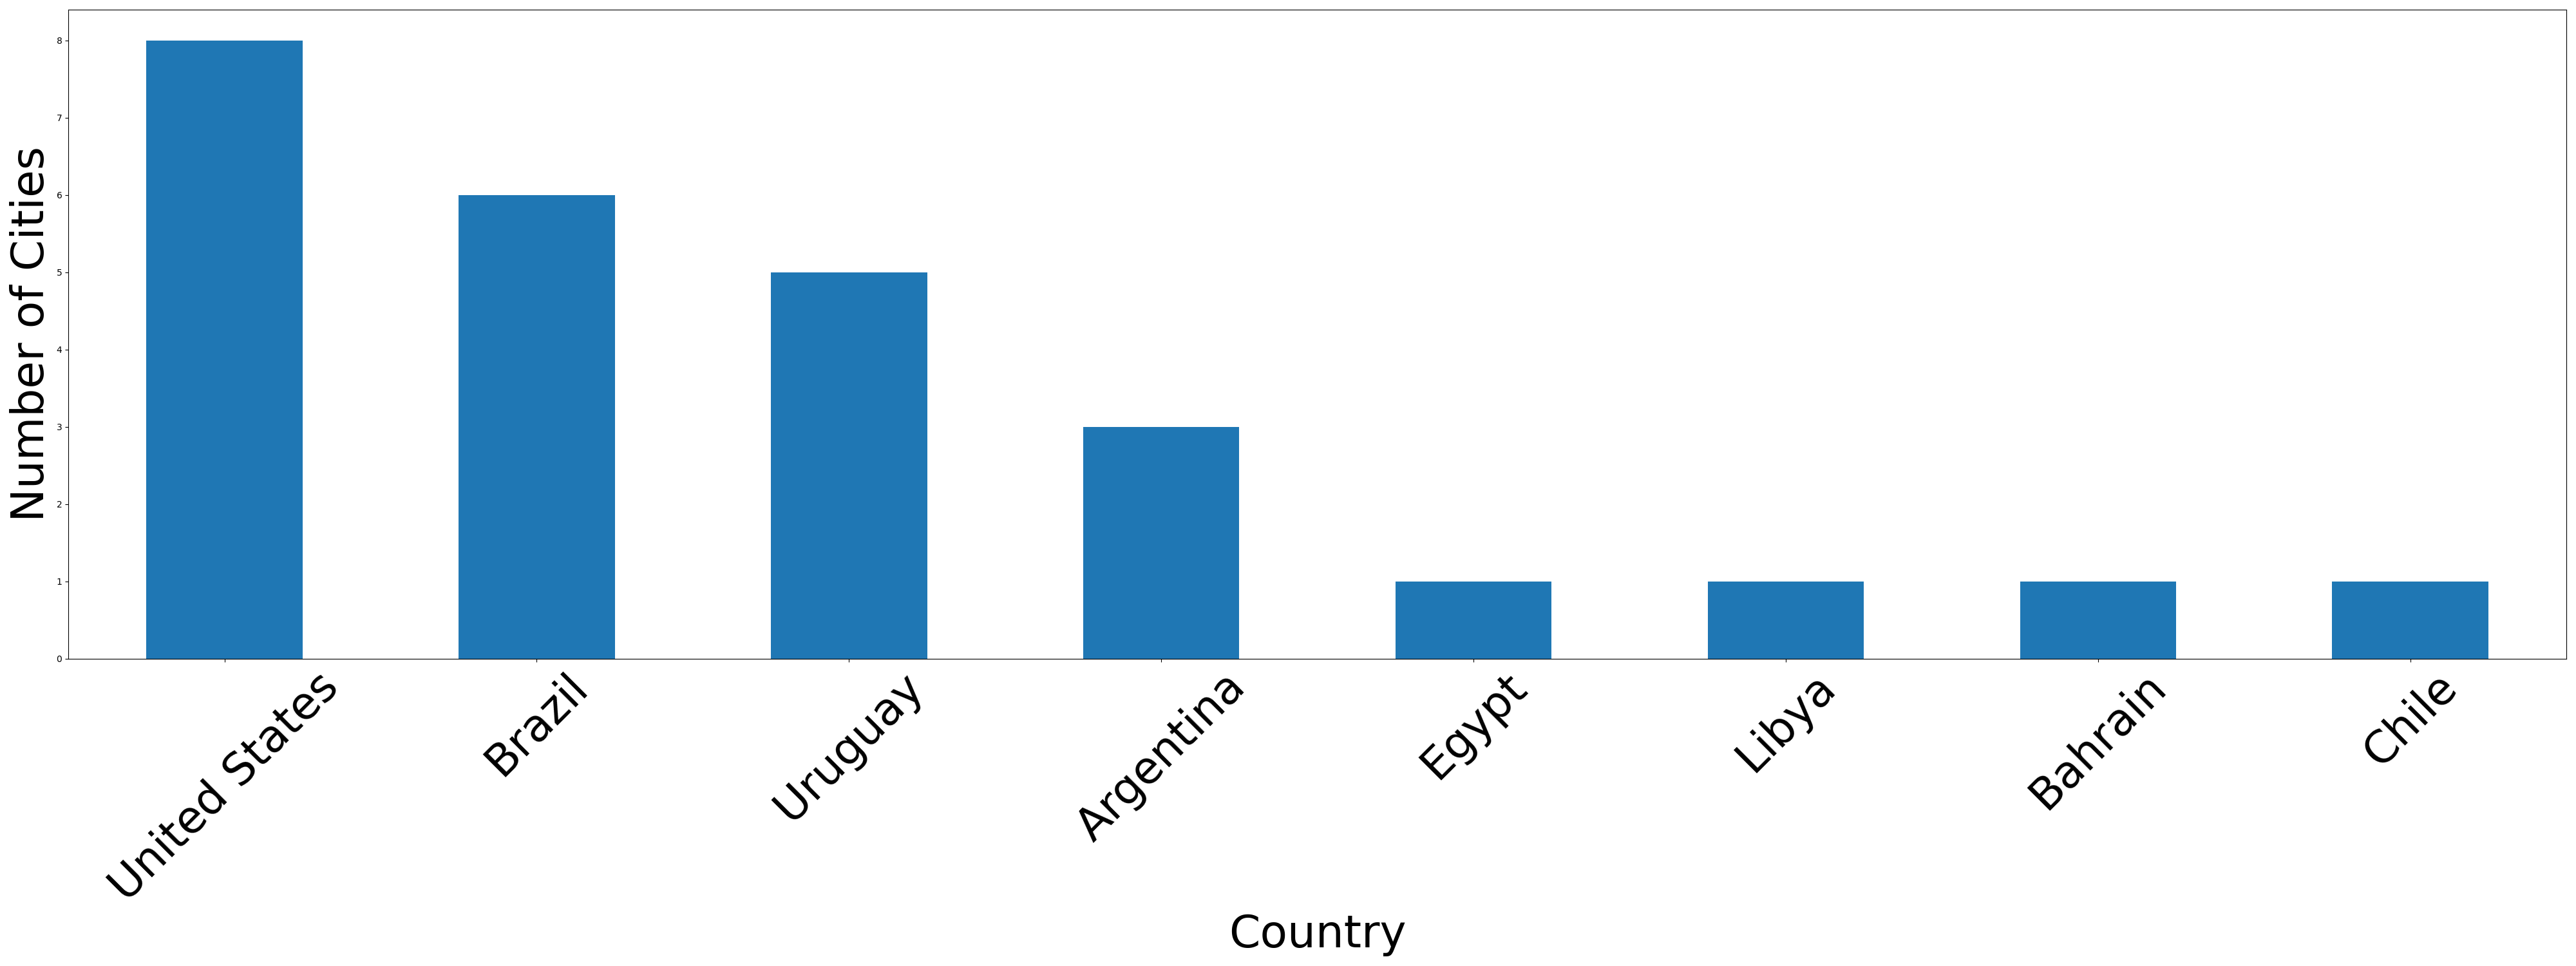 Number of Cities
8
7
6
5
4
3
2
1
0
United States
Brazil
Uruguay
Argentina
Egypt
Libya
Bahrain
Chile
Country